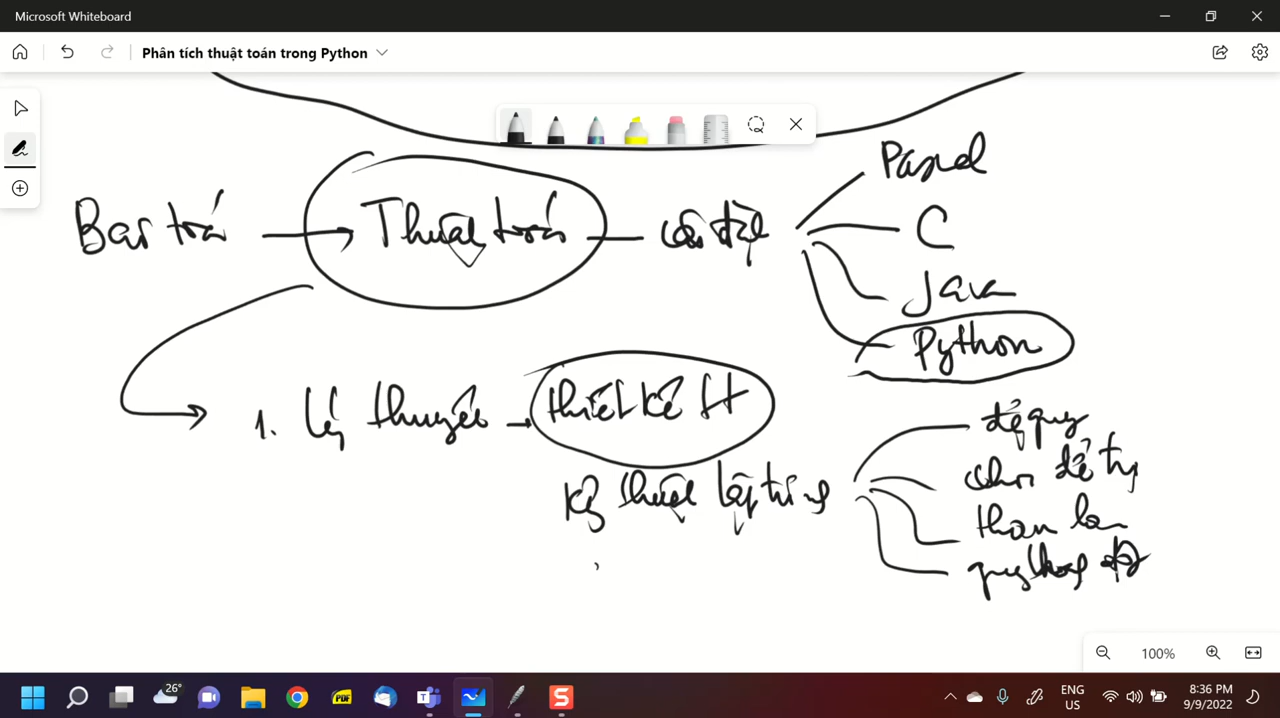 Microsoft Whiteboard
Phân tích thuật toán trong Python
Pascal
Bài toán → Thuật toán — cài đặt
C
Java
Python
1. Lý thuyết → thiết kế tt
đệ quy
Kỹ thuật lập trình
chia để trị
tham lam
quy hoạch động
100%
26°
ENG
US
8:36 PM
9/9/2022